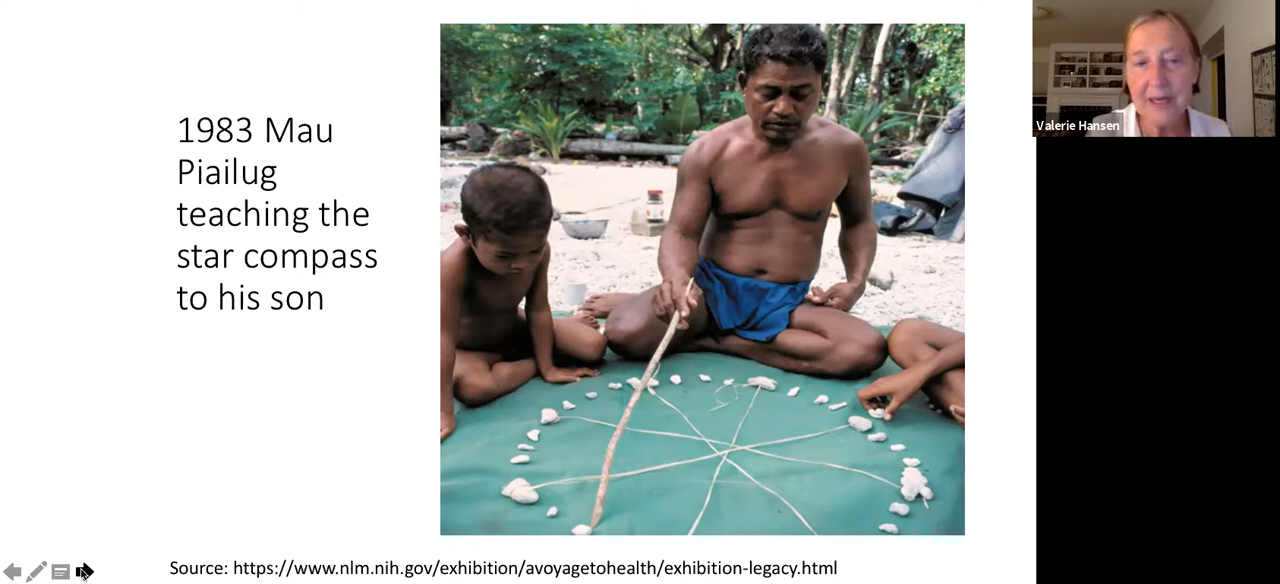 1983 Mau
Piailug
teaching the
star compass
to his son
Valerie Hansen
Source: https://www.nlm.nih.gov/exhibition/avoyagetohealth/exhibition-legacy.html